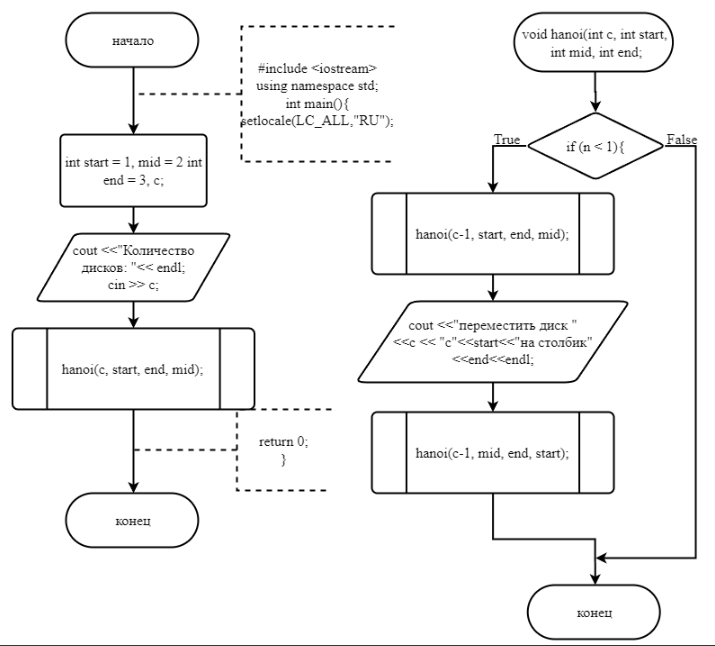 начало
#include <iostream>
using namespace std;
int main(){
setlocale(LC_ALL,"RU");
int start = 1, mid = 2 int
end = 3, c;
cout <<"Количество
дисков: "<< endl;
cin >> c;
hanoi(c, start, end, mid);
return 0;
}
конец
void hanoi(int c, int start,
int mid, int end;
if (n < 1){
True
False
hanoi(c-1, start, end, mid);
cout <<"переместить диск "
<<c << "с"<<start<<"на столбик"
<<end<<endl;
hanoi(c-1, mid, end, start);
конец